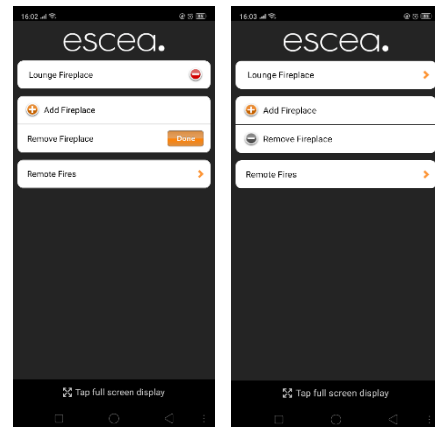 16:02
escea.
Lounge Fireplace
Add Fireplace
Remove Fireplace
Done
Remote Fires
Tap full screen display
16:03
escea.
Lounge Fireplace
Add Fireplace
Remove Fireplace
Remote Fires
Tap full screen display